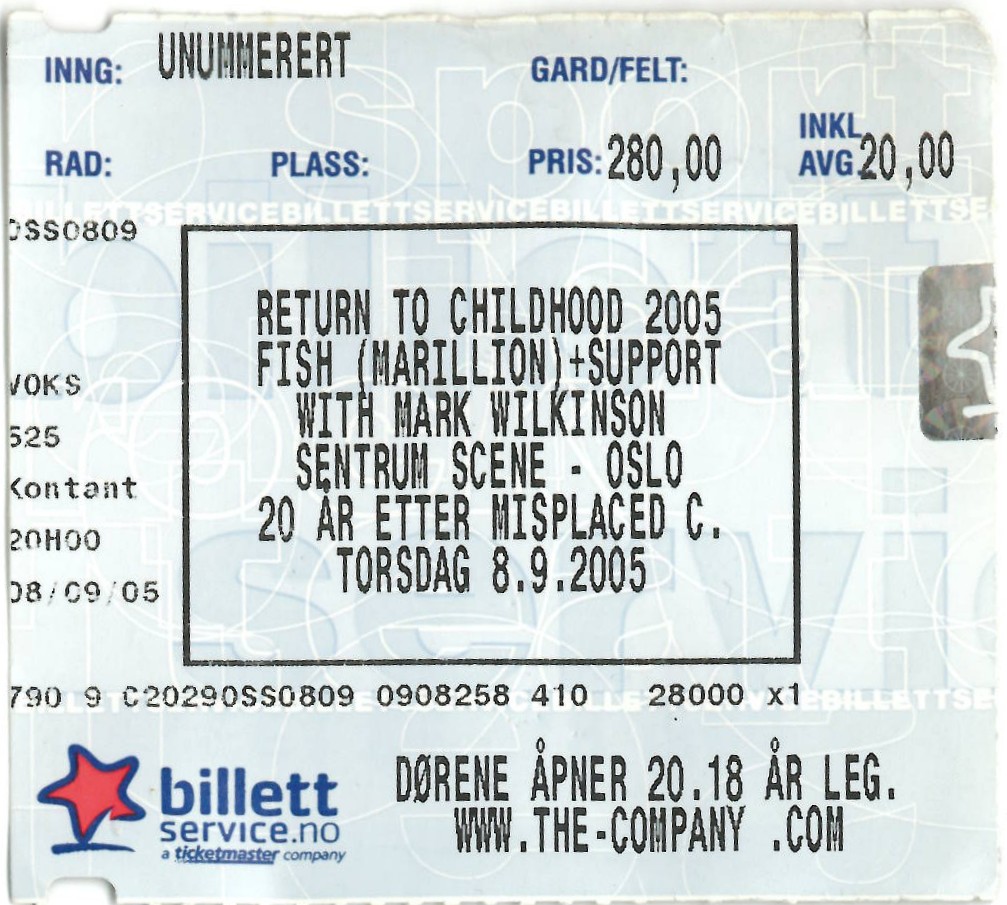 INNG: UNUMMERERT GARD/FELT:
RAD: PLASS: PRIS: 280,00 INKL. AVG. 20,00
BILLETTSERVICEBILLETTSERVICEBILLETTSERVICEBILLETTSE
OSS0809
RETURN TO CHILDHOOD 2005
FISH (MARILLION)+SUPPORT
WITH MARK WILKINSON
SENTRUM SCENE - OSLO
20 ÅR ETTER MISPLACED C.
TORSDAG 8.9.2005
VOKS
525
Kontant
20H00
08/09/05
790 9 C2029OSS0809 0908258 410 28000 x1
billett
service.no
a ticketmaster company
DØRENE ÅPNER 20.18 ÅR LEG.
WWW.THE-COMPANY .COM